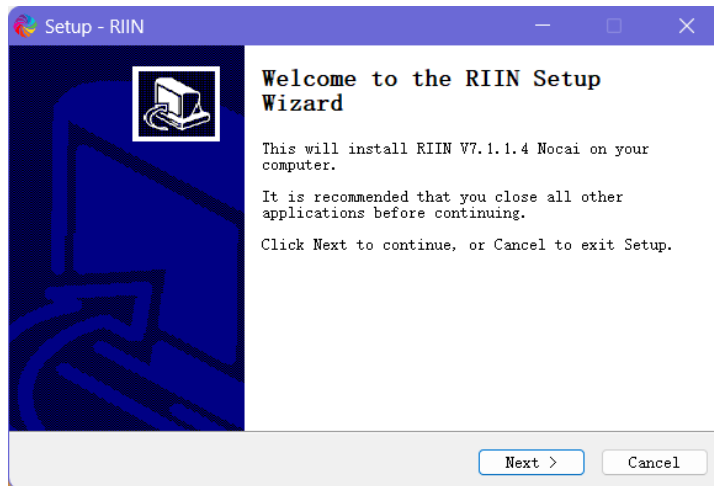 Setup - RIIN
Welcome to the RIIN Setup
Wizard
This will install RIIN V7.1.1.4 Nocai on your
computer.
It is recommended that you close all other
applications before continuing.
Click Next to continue, or Cancel to exit Setup.
Next >
Cancel